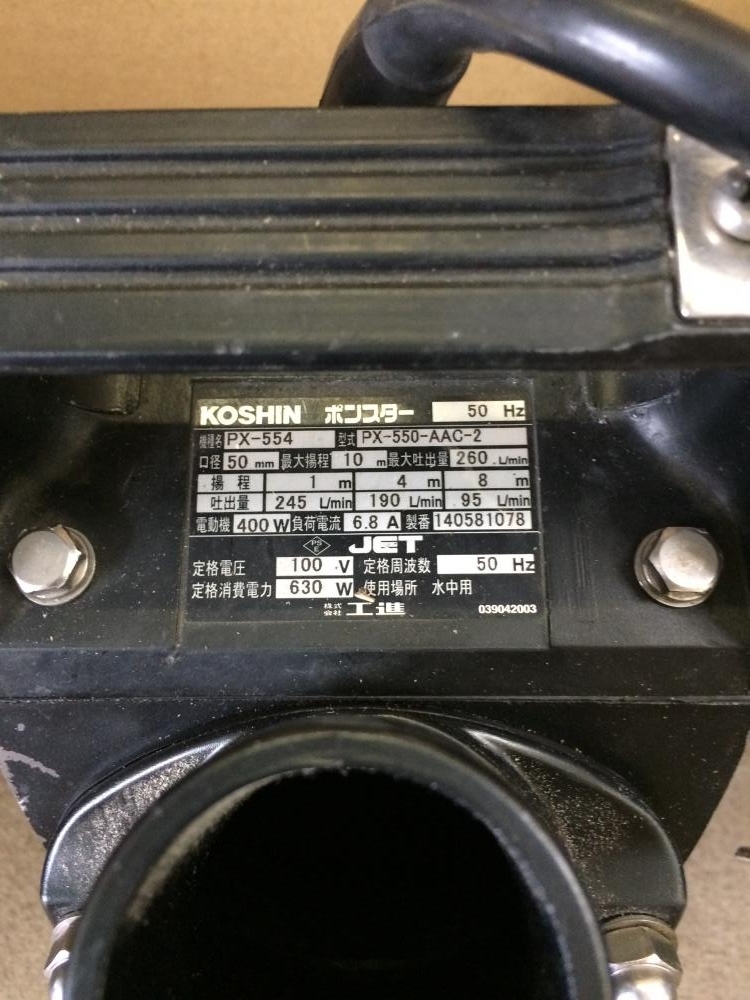 KOSHIN ポンスター 50 Hz
機種名 PX-554 型式 PX-550-AAC-2
口径 50 mm 最大揚程 10 m 最大吐出量 260 L/min
揚程 1 m 4 m 8 m
吐出量 245 L/min 190 L/min 95 L/min
電動機 400 W 負荷電流 6.8 A 製番 140581078
PS E JET
定格電圧 100 V 定格周波数 50 Hz
定格消費電力 630 W 使用場所 水中用
株式会社 工進 039042003